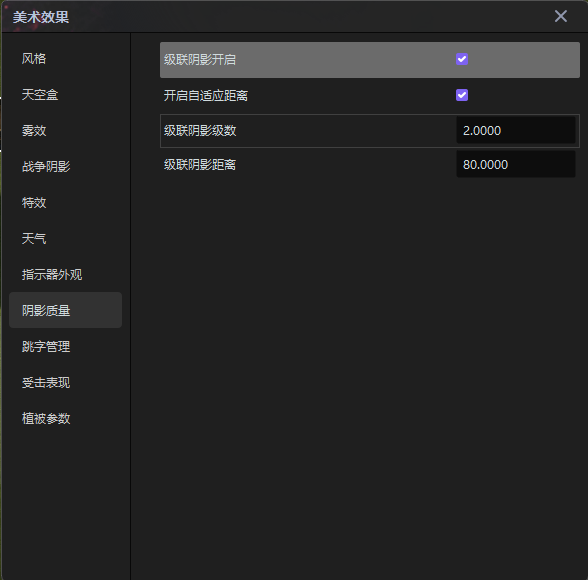 美术效果
风格
天空盒
雾效
战争阴影
特效
天气
指示器外观
阴影质量
跳字管理
受击表现
植被参数
级联阴影开启
开启自适应距离
级联阴影级数 2.0000
级联阴影距离 80.0000